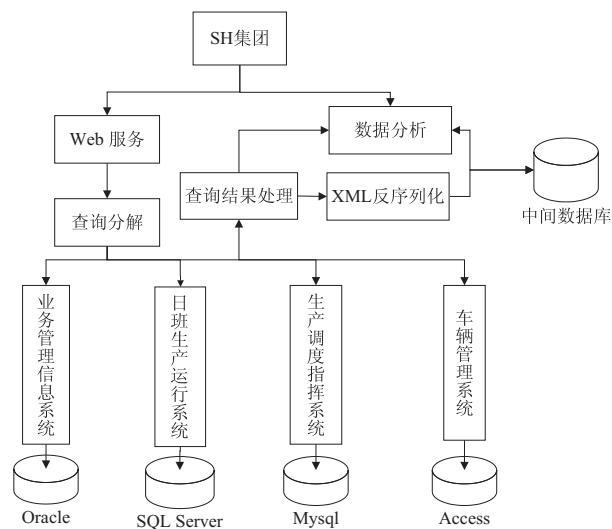 SH集团
Web 服务
数据分析
查询结果处理
XML反序列化
查询分解
中间数据库
业务管理信息系统
日班生产运行系统
生产调度指挥系统
车辆管理系统
Oracle
SQL Server
Mysql
Access